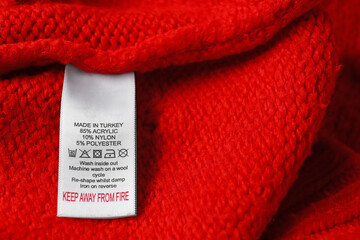 MADE IN TURKEY
85% ACRYLIC
10% NYLON
5% POLYESTER
Wash inside out
Machine wash on a wool
cycle
Re-shape whilst damp
Iron on reverse
KEEP AWAY FROM FIRE